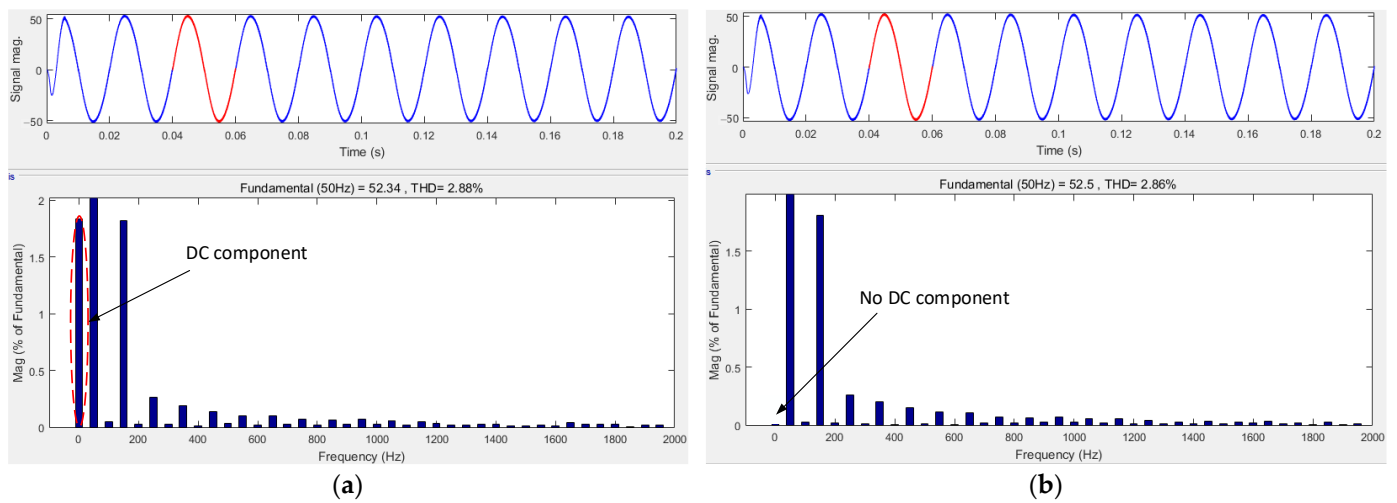 50
0
−50
Signal mag.
0 0.02 0.04 0.06 0.08 0.1 0.12 0.14 0.16 0.18 0.2
Time (s)
is
Fundamental (50Hz) = 52.34 , THD= 2.88%
2
1.5
1
0.5
0
Mag (% of Fundamental)
DC component
0 200 400 600 800 1000 1200 1400 1600 1800 2000
Frequency (Hz)
(a)
50
0
−50
Signal mag.
0 0.02 0.04 0.06 0.08 0.1 0.12 0.14 0.16 0.18 0.2
Time (s)
s
Fundamental (50Hz) = 52.5 , THD= 2.86%
1.5
1
0.5
0
Mag (% of Fundamental)
No DC component
0 200 400 600 800 1000 1200 1400 1600 1800 2000
Frequency (Hz)
(b)